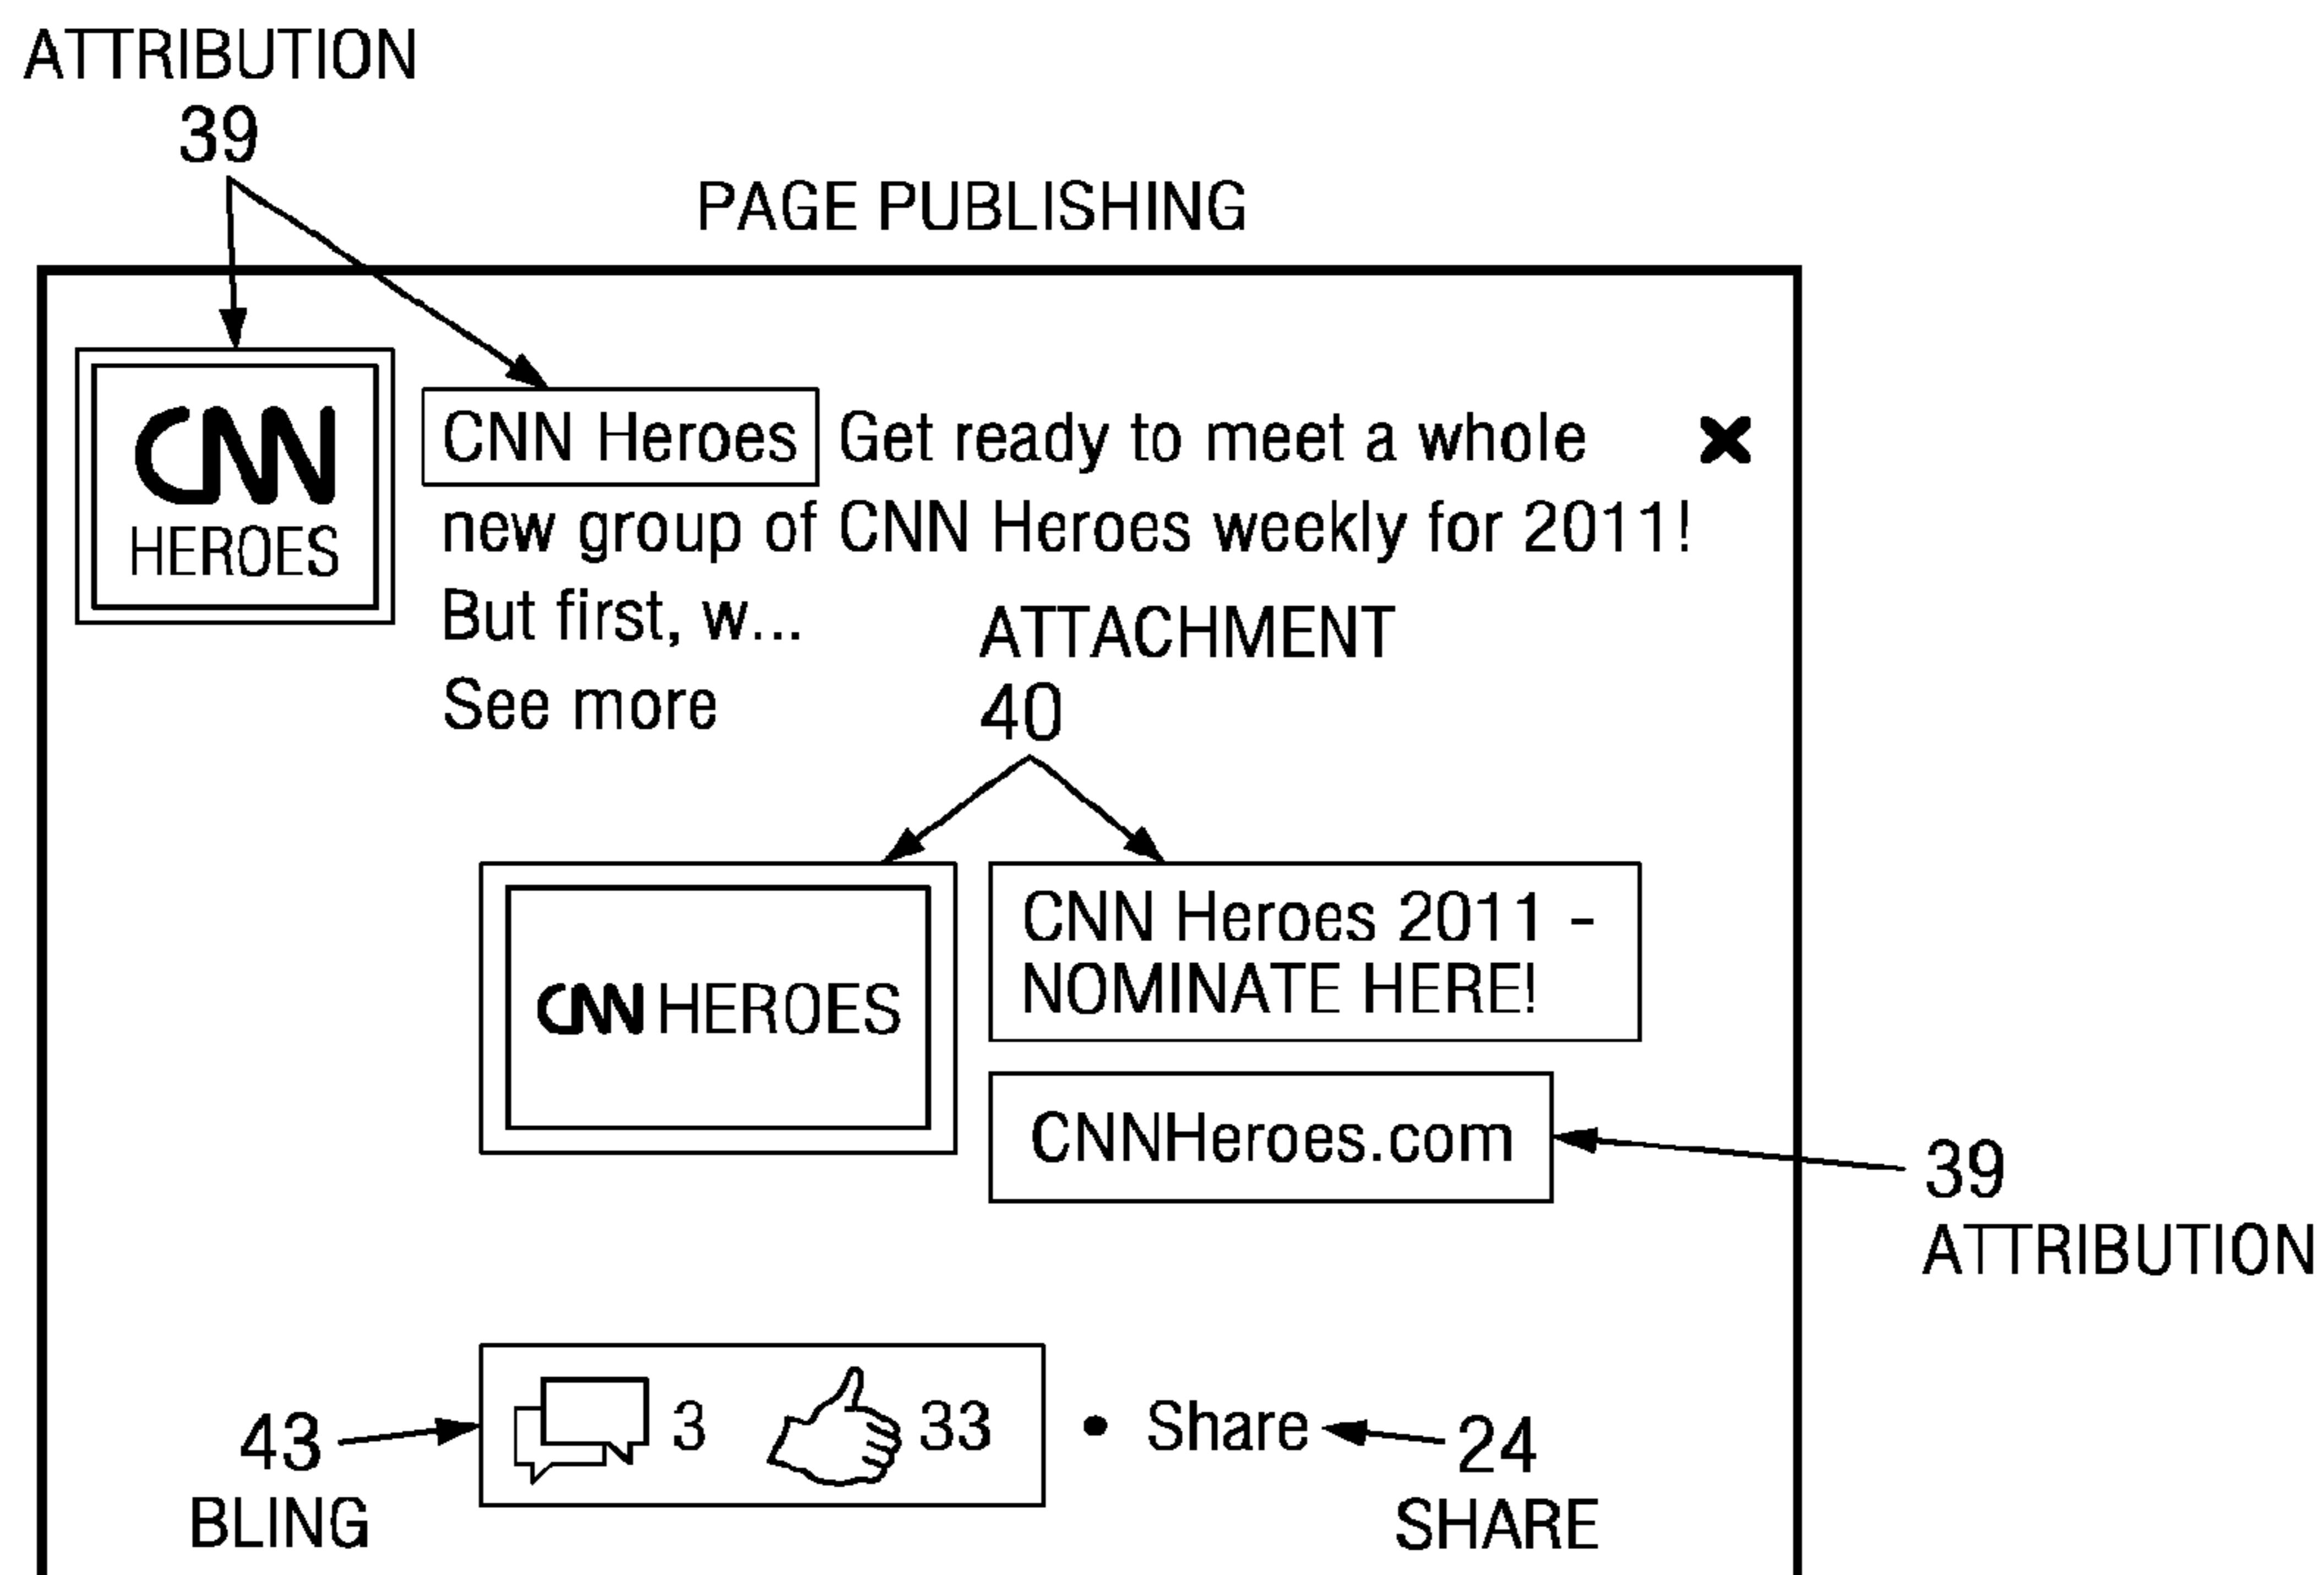 ATTRIBUTION
39
PAGE PUBLISHING
CNN
HEROES
CNN Heroes Get ready to meet a whole
new group of CNN Heroes weekly for 2011!
But first, w...
See more
ATTACHMENT
40
CNN HEROES
CNN Heroes 2011 -
NOMINATE HERE!
CNNHeroes.com
39
ATTRIBUTION
43
BLING
3 33 • Share
24
SHARE